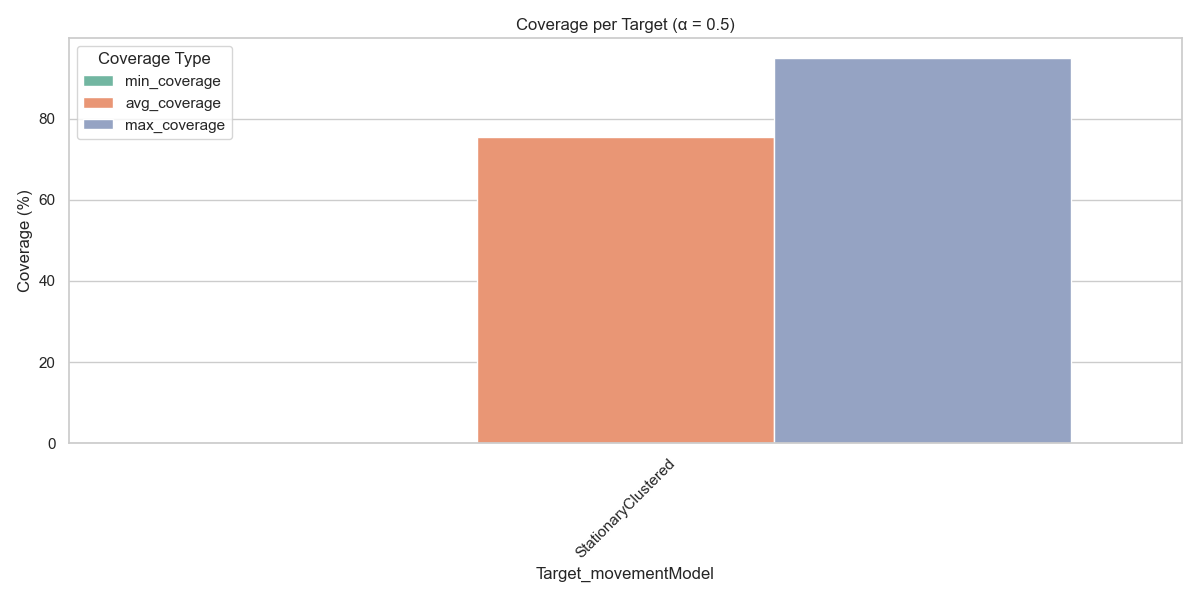 Coverage per Target (α = 0.5)
Coverage Type
min_coverage
avg_coverage
max_coverage
Coverage (%)
80
60
40
20
0
StationaryClustered
Target_movementModel